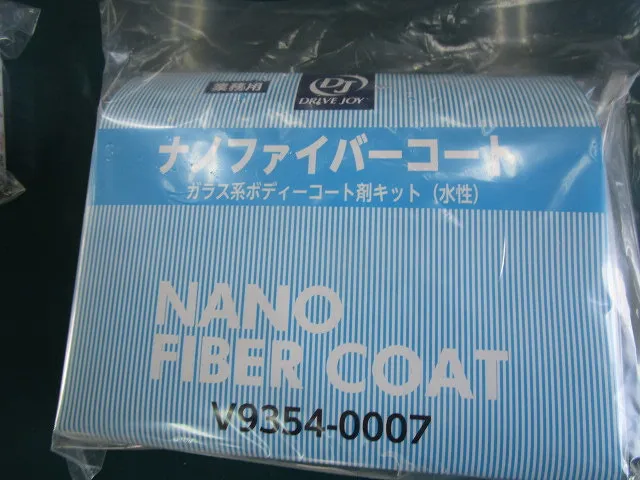 業務用
DJ
DRiVE JOY
ナノファイバーコート
ガラス系ボディーコート剤キット（水性）
NANO
FIBER COAT
V9354-0007